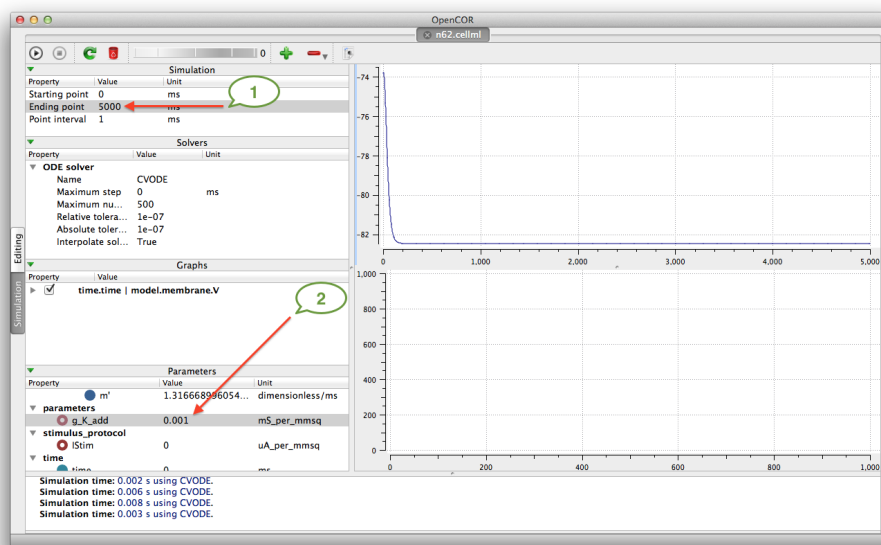 OpenCOR
n62.cellml
0
Simulation
Property Value Unit
Starting point 0 ms
Ending point 5000 ms
Point interval 1 ms
1
Solvers
Property Value Unit
ODE solver
Name CVODE
Maximum step 0 ms
Maximum nu... 500
Relative tolera... 1e-07
Absolute toler... 1e-07
Interpolate sol... True
Graphs
Property Value
time.time | model.membrane.V
2
Parameters
Property Value Unit
m' 1.316668996054... dimensionless/ms
parameters
g_K_add 0.001 mS_per_mmsq
stimulus_protocol
IStim 0 uA_per_mmsq
time
time 0 ms
Simulation time: 0.002 s using CVODE.
Simulation time: 0.006 s using CVODE.
Simulation time: 0.008 s using CVODE.
Simulation time: 0.003 s using CVODE.
Editing
Simulation
-74
-76
-78
-80
-82
0 1,000 2,000 3,000 4,000 5,000
1,000
800
600
400
200
0
0 200 400 600 800 1,000